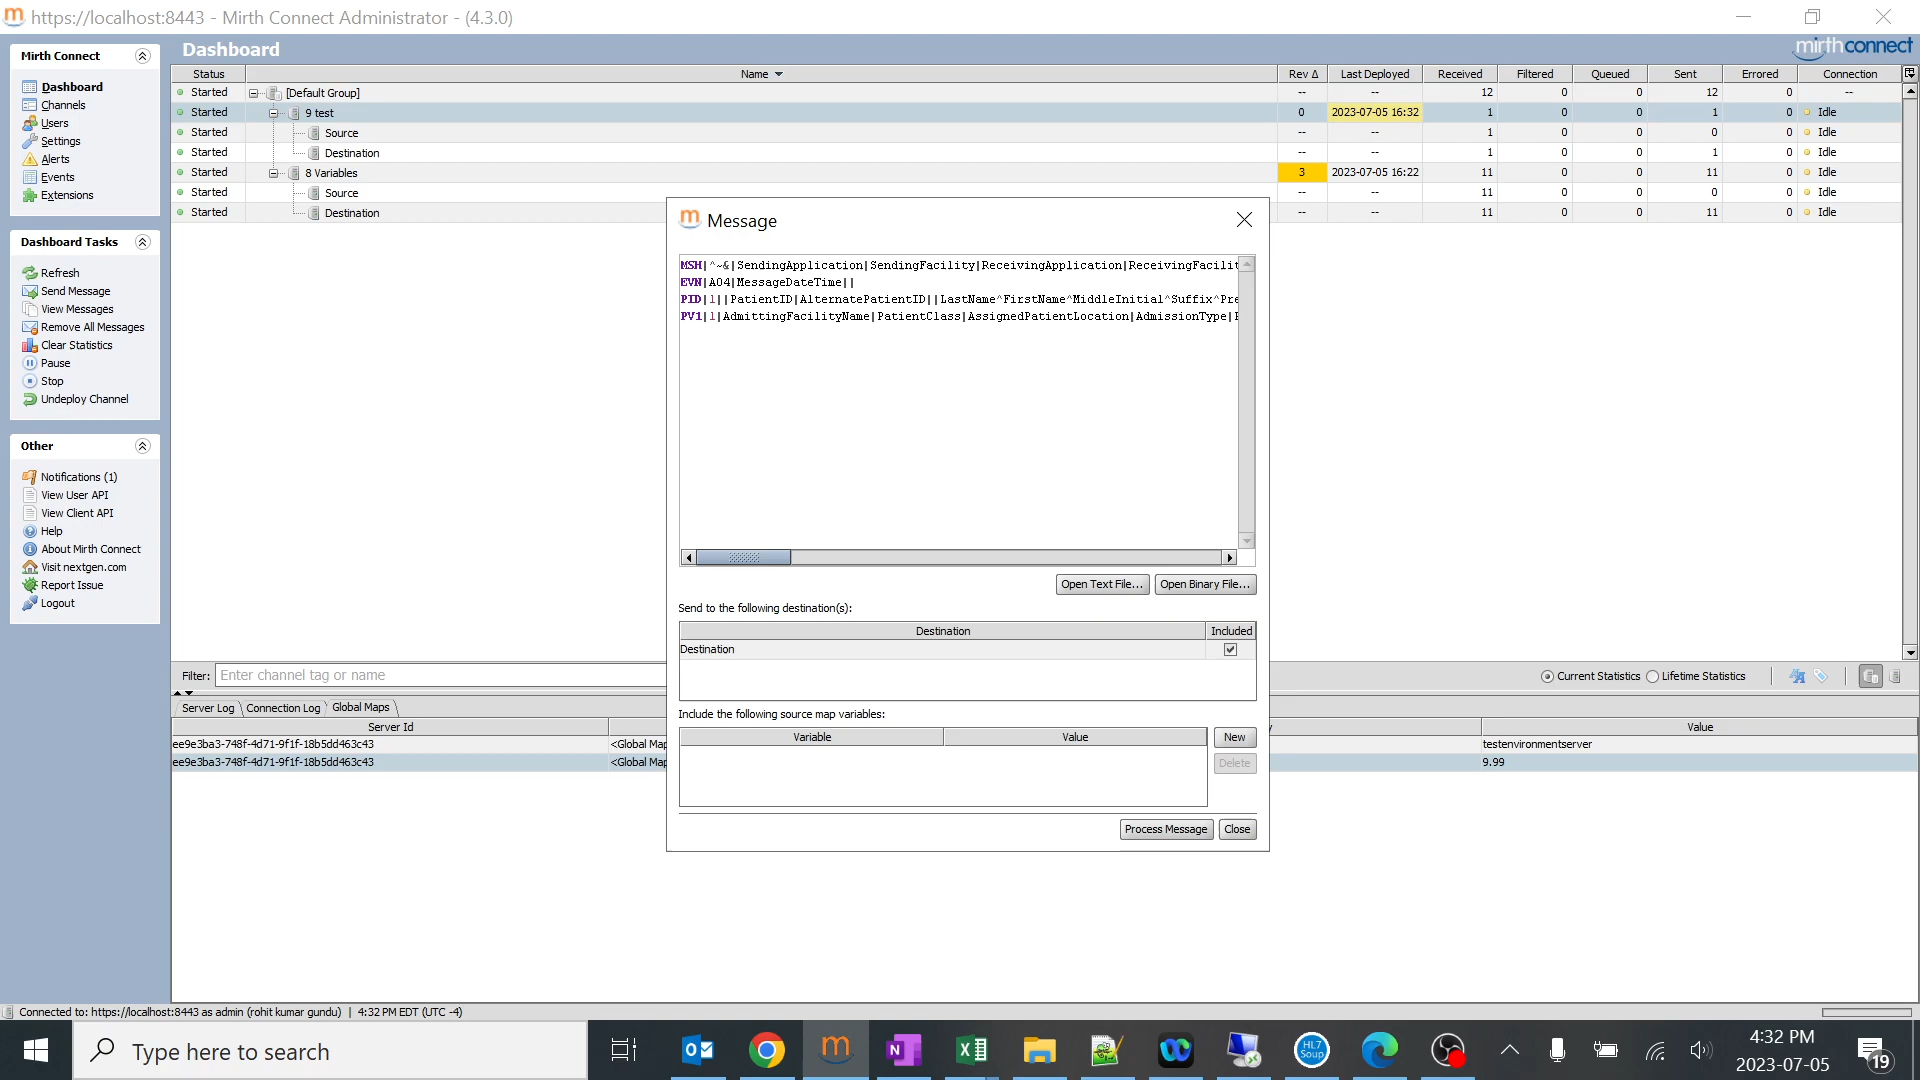 https://localhost:8443 - Mirth Connect Administrator - (4.3.0)
Mirth Connect
Dashboard
Channels
Users
Settings
Alerts
Events
Extensions
Dashboard Tasks
Refresh
Send Message
View Messages
Remove All Messages
Clear Statistics
Pause
Stop
Undeploy Channel
Other
Notifications (1)
View User API
View Client API
Help
About Mirth Connect
Visit nextgen.com
Report Issue
Logout
Dashboard
mirthconnect
Status Name Rev Δ Last Deployed Received Filtered Queued Sent Errored Connection
Started [Default Group] -- -- 12 0 0 12 0 --
Started 9 test 0 2023-07-05 16:32 1 0 0 1 0 Idle
Started Source -- -- 1 0 0 0 0 Idle
Started Destination -- -- 1 0 0 1 0 Idle
Started 8 Variables 3 2023-07-05 16:22 11 0 0 11 0 Idle
Started Source -- -- 11 0 0 0 0 Idle
Started Destination -- -- 11 0 0 11 0 Idle
Message
MSH|^~&|SendingApplication|SendingFacility|ReceivingApplication|ReceivingFacilit
EVN|A04|MessageDateTime||
PID|1||PatientID|AlternatePatientID||LastName^FirstName^MiddleInitial^Suffix^Pre
PV1|1|AdmittingFacilityName|PatientClass|AssignedPatientLocation|AdmissionType|
Open Text File... Open Binary File...
Send to the following destination(s):
Destination Included
Destination
Include the following source map variables:
Variable Value
New
Delete
Process Message Close
Filter: Enter channel tag or name
Current Statistics Lifetime Statistics
Server Log Connection Log Global Maps
Server Id Value
ee9e3ba3-748f-4d71-9f1f-18b5dd463c43 <Global Map testenvironmentserver
ee9e3ba3-748f-4d71-9f1f-18b5dd463c43 <Global Map 9.99
Connected to: https://localhost:8443 as admin (rohit kumar gundu) | 4:32 PM EDT (UTC -4)
Type here to search
HL7 Soup
4:32 PM
2023-07-05
19